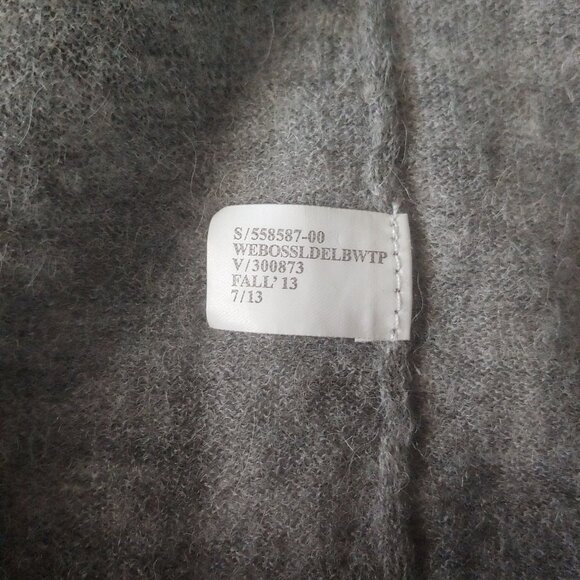 S/558587-00
WEBOSSLDELBWTP
V/300873
FALL' 13
7/13